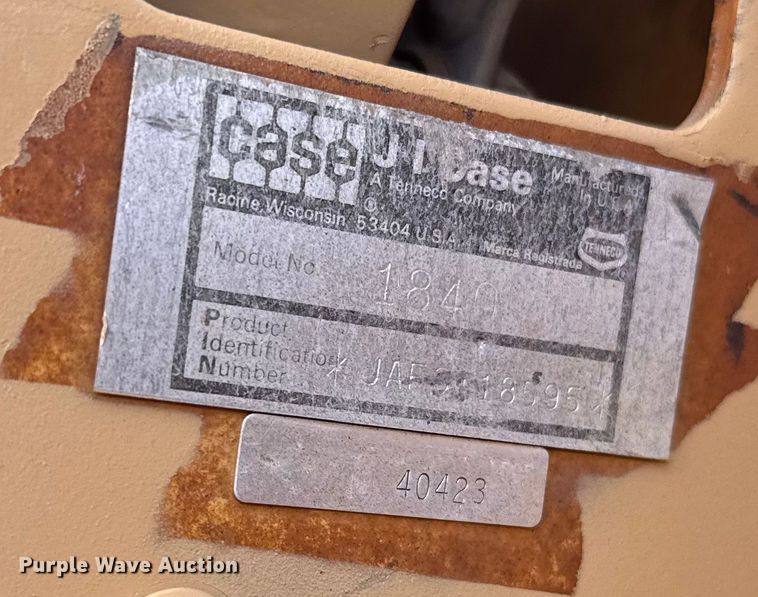 case
J I Case
A Tenneco Company
Manufactured
In U.S.A.
®
Racine, Wisconsin 53404 U.S.A.
Marca Registrada
TENNECO
Model No. 1840
Product
Identification
Number
40423
Purple Wave Auction